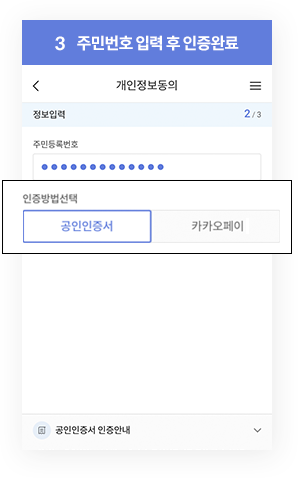 3 주민번호 입력 후 인증완료
개인정보동의
정보입력 2 / 3
주민등록번호
인증방법선택
공인인증서 카카오페이
공인인증서 인증안내